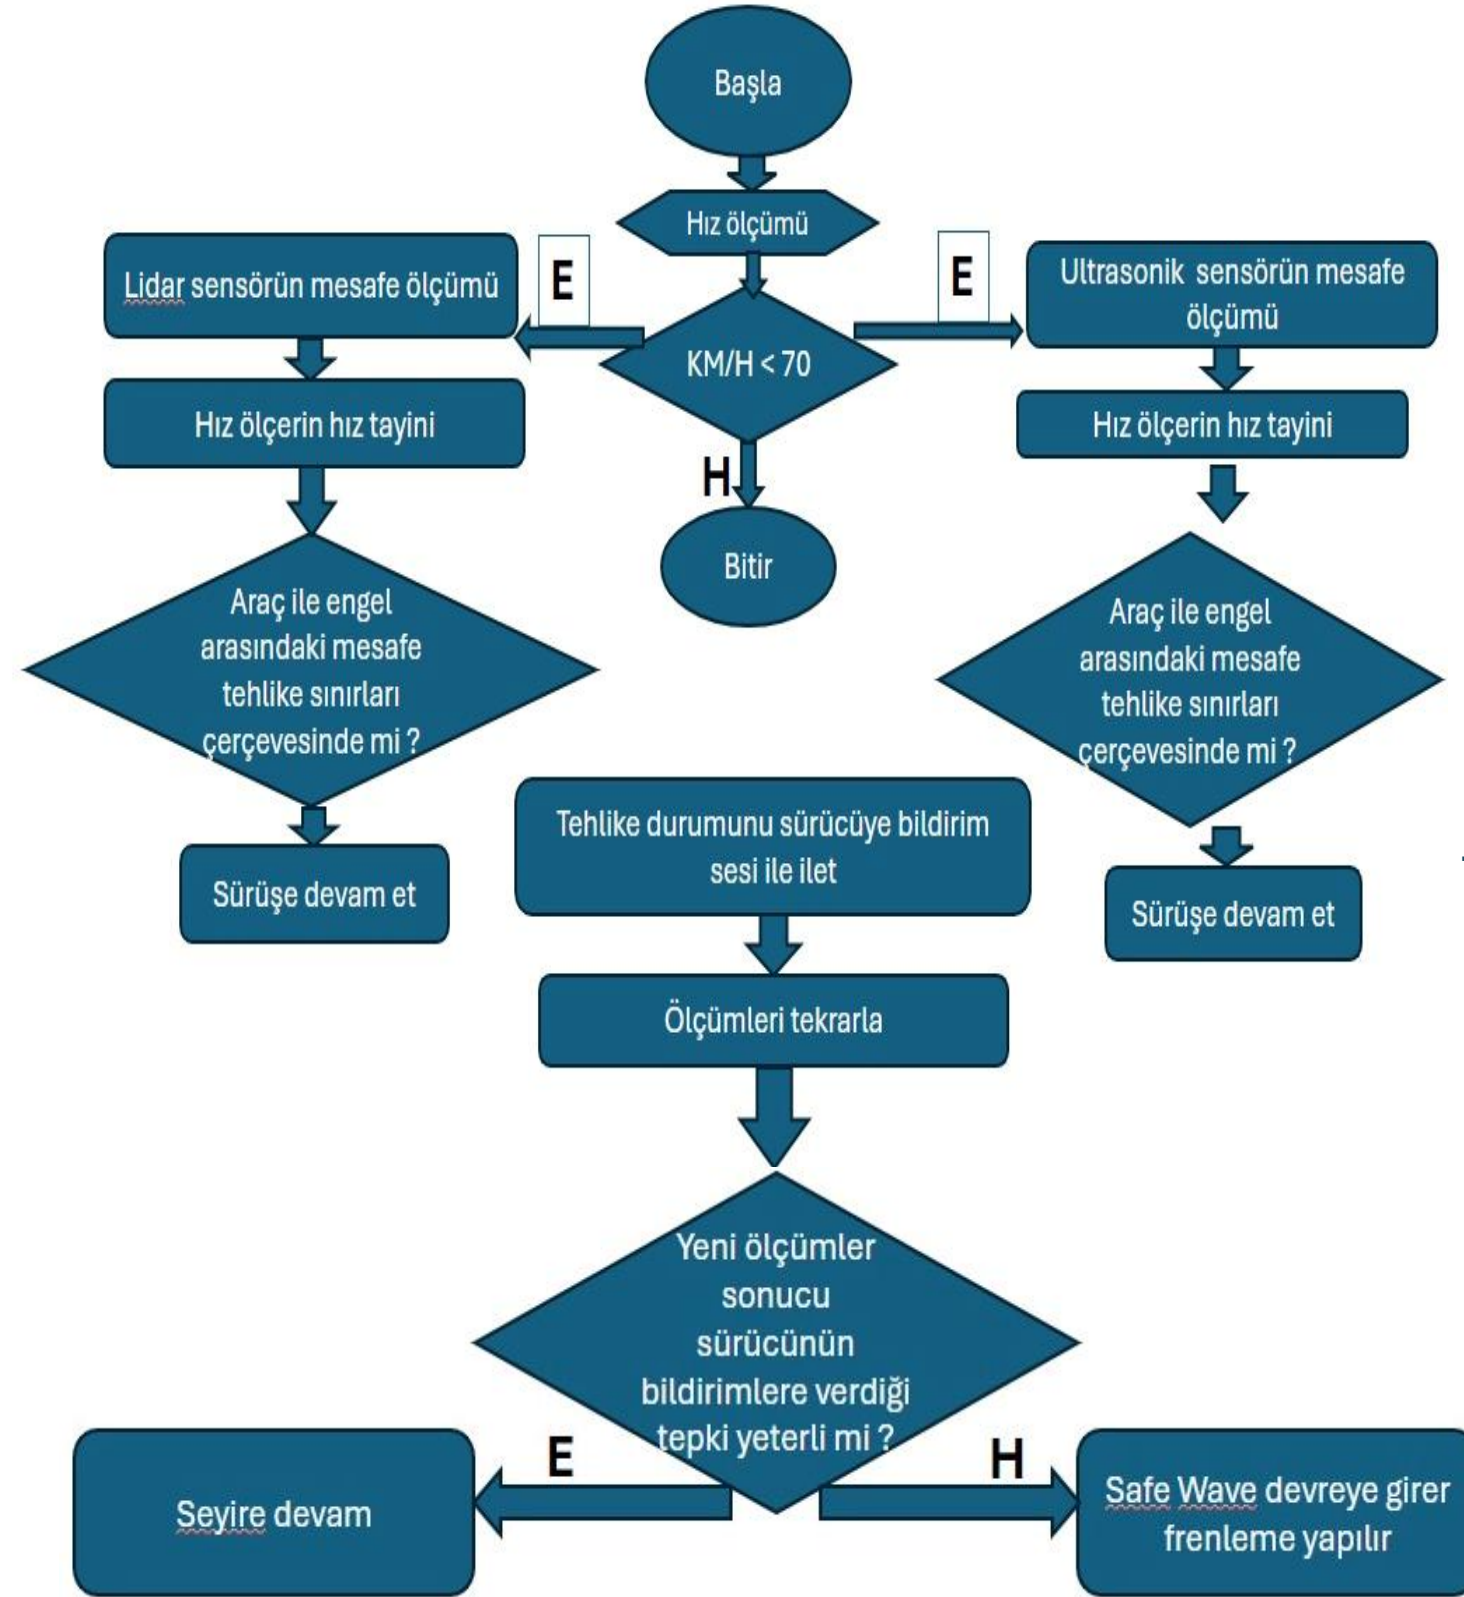 Başla
Hız ölçümü
E
E
KM/H < 70
H
Bitir
Lidar sensörün mesafe ölçümü
Hız ölçerin hız tayini
Araç ile engel
arasındaki mesafe
tehlike sınırları
çerçevesinde mi ?
Sürüşe devam et
Ultrasonik sensörün mesafe
ölçümü
Hız ölçerin hız tayini
Araç ile engel
arasındaki mesafe
tehlike sınırları
çerçevesinde mi ?
Sürüşe devam et
Tehlike durumunu sürücüye bildirim
sesi ile ilet
Ölçümleri tekrarla
Yeni ölçümler
sonucu
sürücünün
bildirimlere verdiği
tepki yeterli mi ?
E
H
Seyire devam
Safe Wave devreye girer
frenleme yapılır